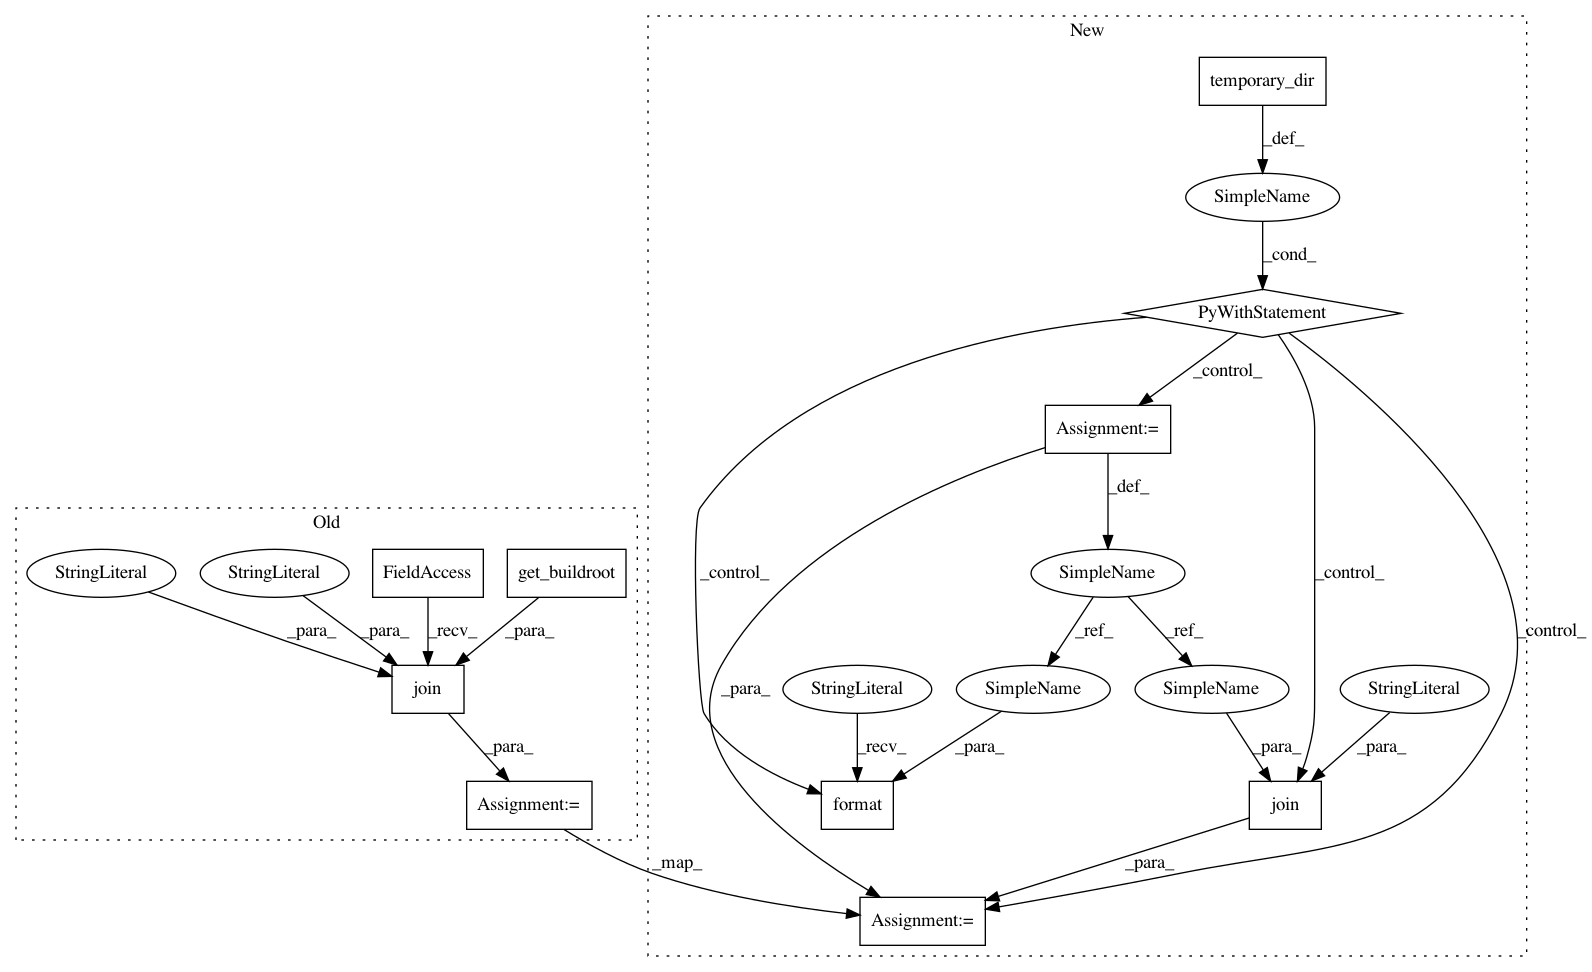 New
temporary_dir
_def_
SimpleName
_cond_
PyWithStatement
_control_
Assignment:=
_def_
Old
StringLiteral
StringLiteral
FieldAccess
get_buildroot
_control_
SimpleName
_control_
_para_
_para_
_recv_
_para_
_ref_
_ref_
_control_
join
_para_
StringLiteral
SimpleName
SimpleName
StringLiteral
_para_
_recv_
_para_
_para_
_para_
Assignment:=
format
join
_map_
_para_
Assignment:=